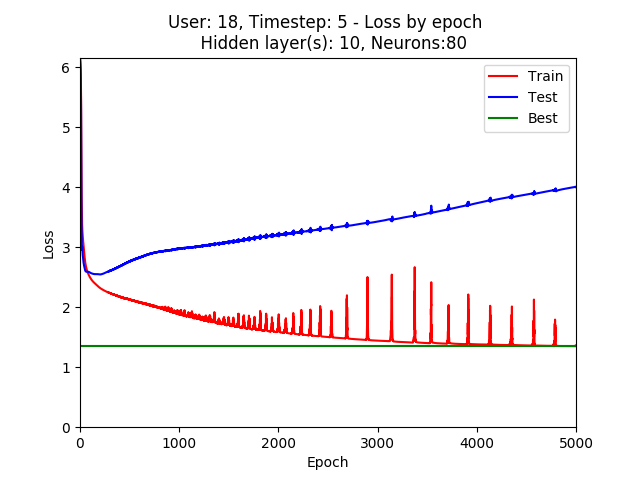 User: 18, Timestep: 5 - Loss by epoch
Hidden layer(s): 10, Neurons:80
Train
Test
Best
6
5
4
3
2
1
0
Loss
0 1000 2000 3000 4000 5000
Epoch